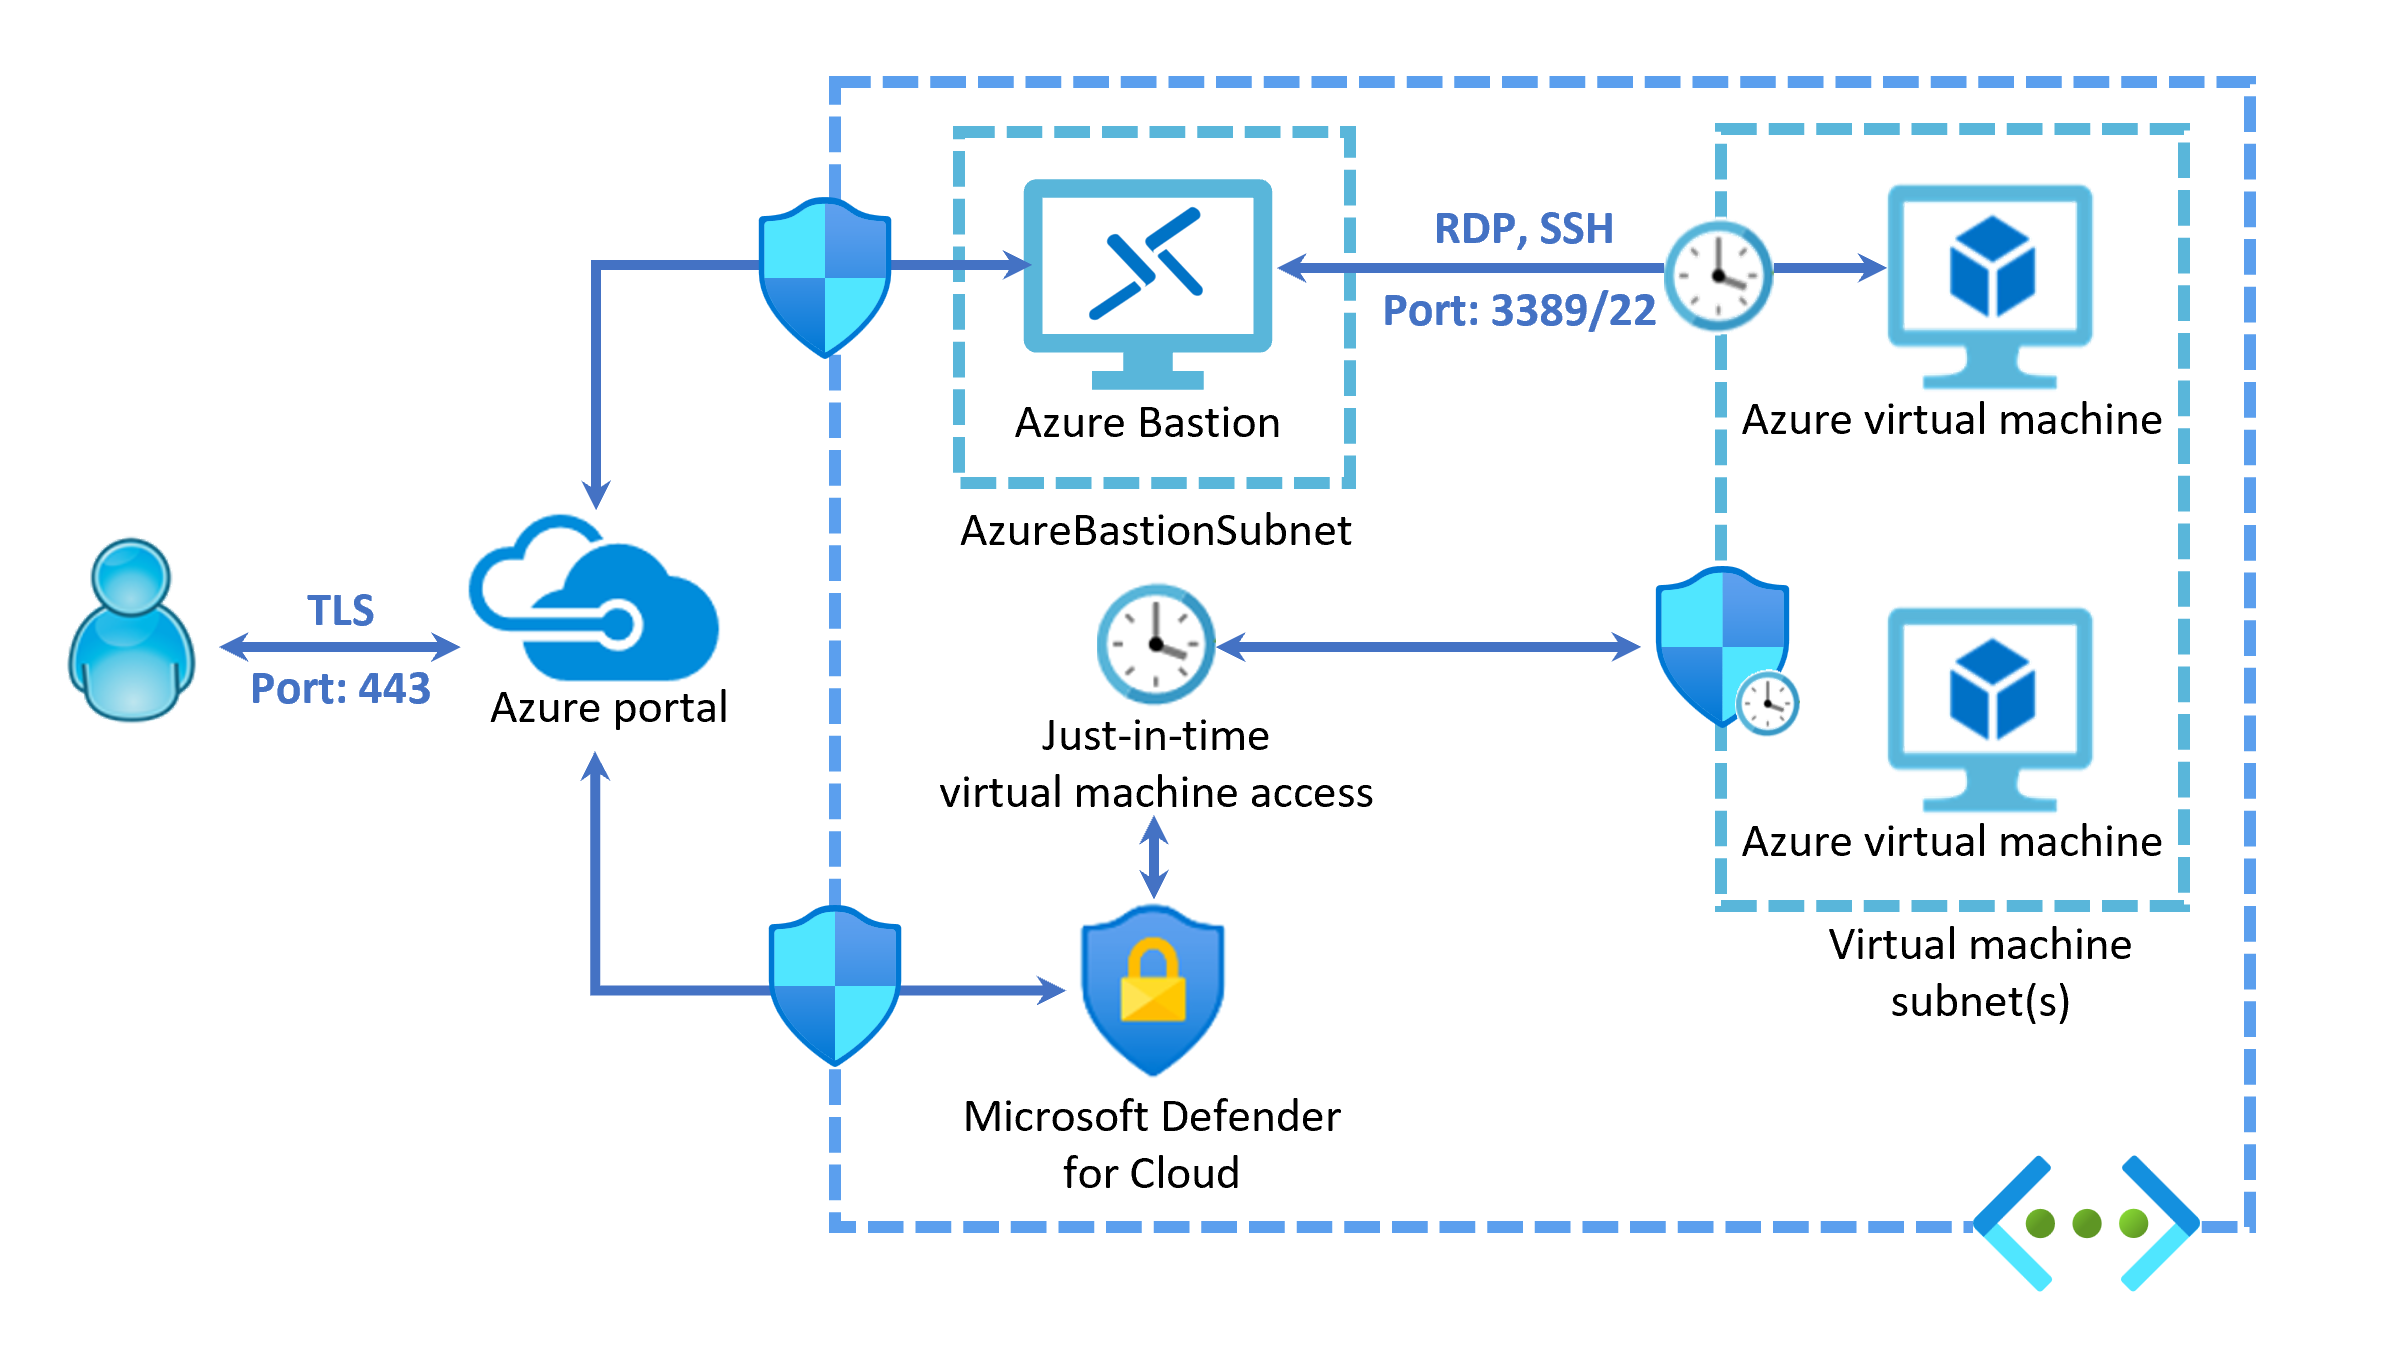 TLS
Port: 443
Azure portal
Azure Bastion
AzureBastionSubnet
RDP, SSH
Port: 3389/22
Azure virtual machine
Just-in-time
virtual machine access
Azure virtual machine
Virtual machine
subnet(s)
Microsoft Defender
for Cloud